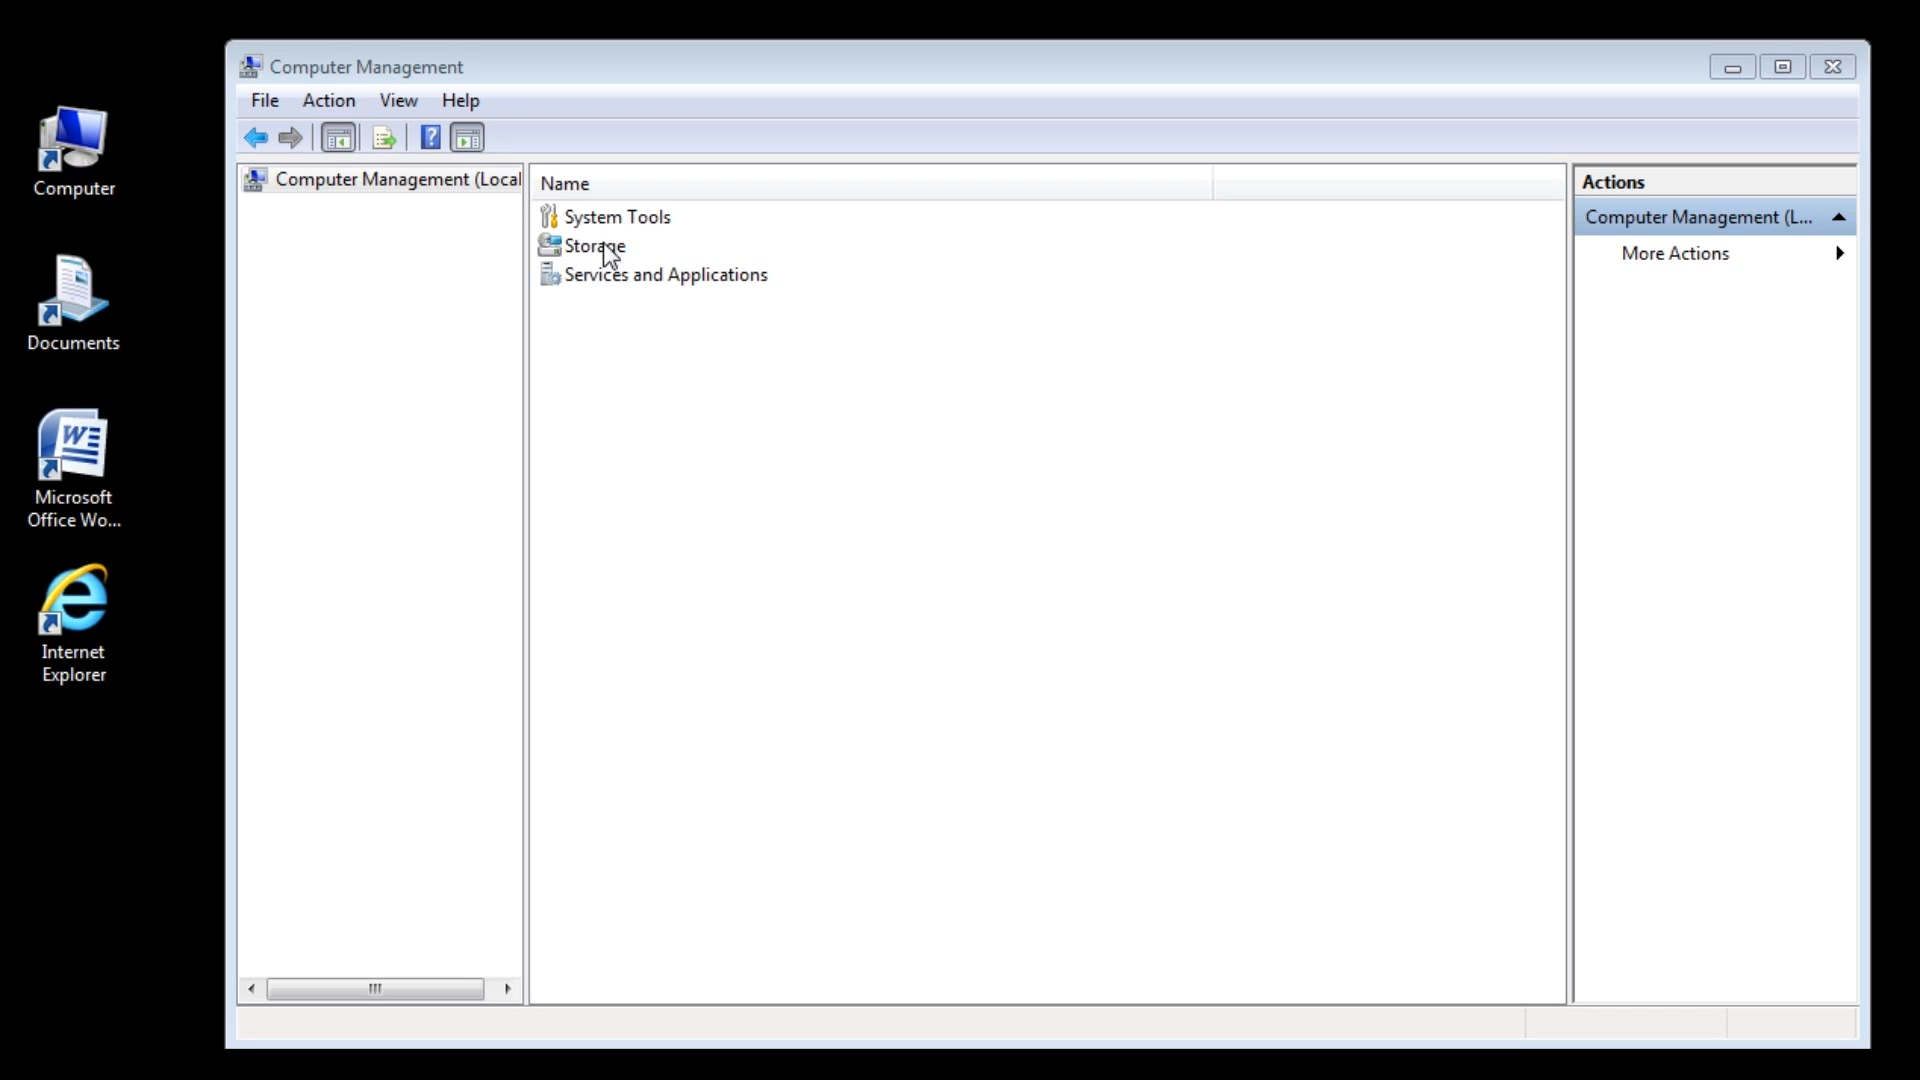 Computer Management
File Action View Help
Computer Management (Local
Name
System Tools
Storage
Services and Applications
Actions
Computer Management (L...
More Actions
Computer
Documents
Microsoft
Office Wo...
Internet
Explorer